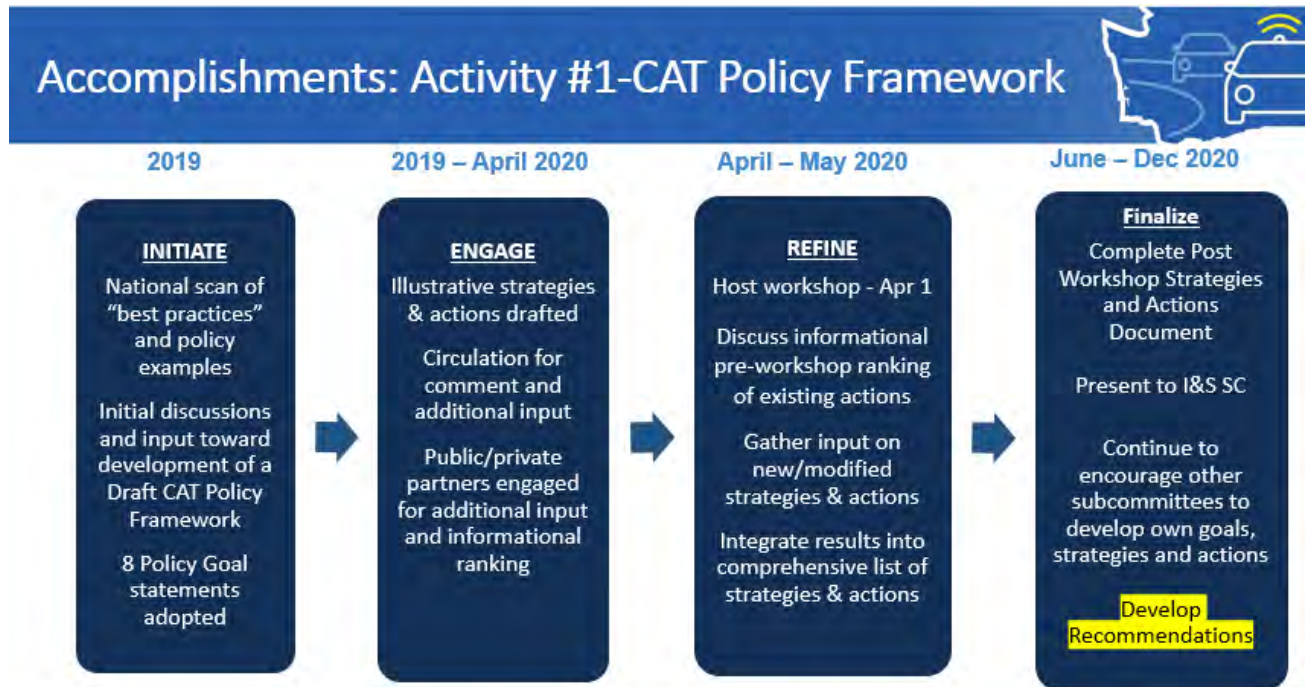 Accomplishments: Activity #1-CAT Policy Framework
2019
2019 – April 2020
April – May 2020
June – Dec 2020
INITIATE
National scan of
“best practices”
and policy
examples
Initial discussions
and input toward
development of a
Draft CAT Policy
Framework
8 Policy Goal
statements
adopted
ENGAGE
Illustrative strategies
& actions drafted
Circulation for
comment and
additional input
Public/private
partners engaged
for additional input
and informational
ranking
REFINE
Host workshop - Apr 1
Discuss informational
pre-workshop ranking
of existing actions
Gather input on
new/modified
strategies & actions
Integrate results into
comprehensive list of
strategies & actions
Finalize
Complete Post
Workshop Strategies
and Actions
Document
Present to I&S SC
Continue to
encourage other
subcommittees to
develop own goals,
strategies and actions
Develop
Recommendations